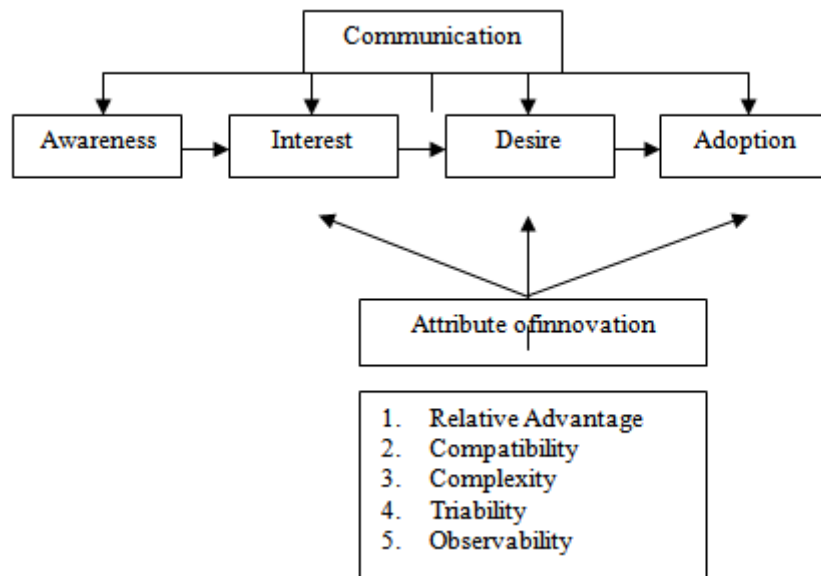 Communication
Awareness Interest Desire Adoption
Attribute ofinnovation
1. Relative Advantage
2. Compatibility
3. Complexity
4. Triability
5. Observability